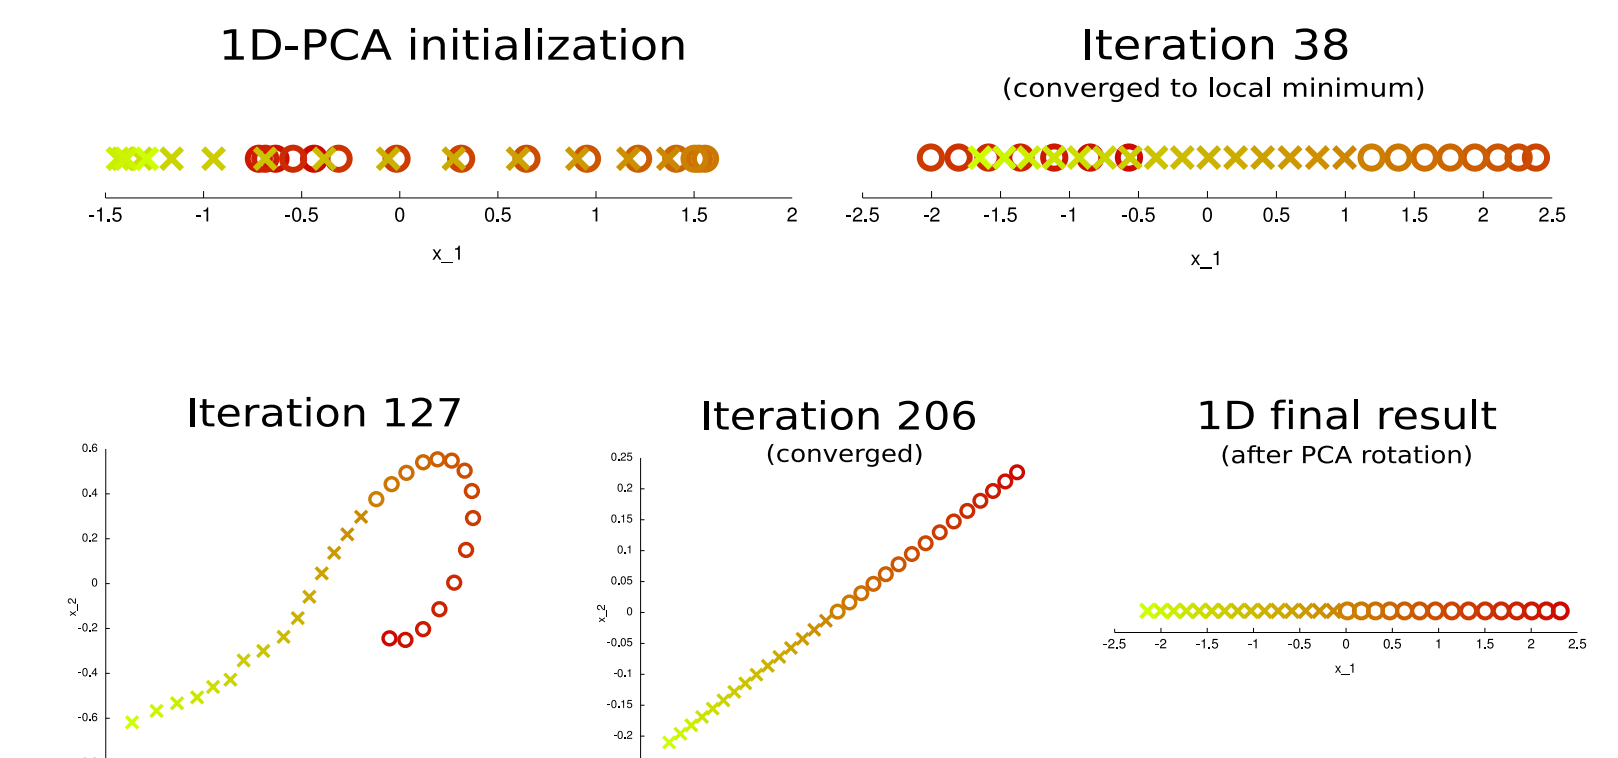 1D-PCA initialization
-1.5 -1 -0.5 0 0.5 1 1.5 2
x_1
Iteration 38
(converged to local minimum)
-2.5 -2 -1.5 -1 -0.5 0 0.5 1 1.5 2 2.5
x_1
Iteration 127
0.6
0.4
0.2
0
-0.2
-0.4
-0.6
x_2
Iteration 206
(converged)
0.25
0.2
0.15
0.1
0.05
0
-0.05
-0.1
-0.15
-0.2
x_2
1D final result
(after PCA rotation)
-2.5 -2 -1.5 -1 -0.5 0 0.5 1 1.5 2 2.5
x_1